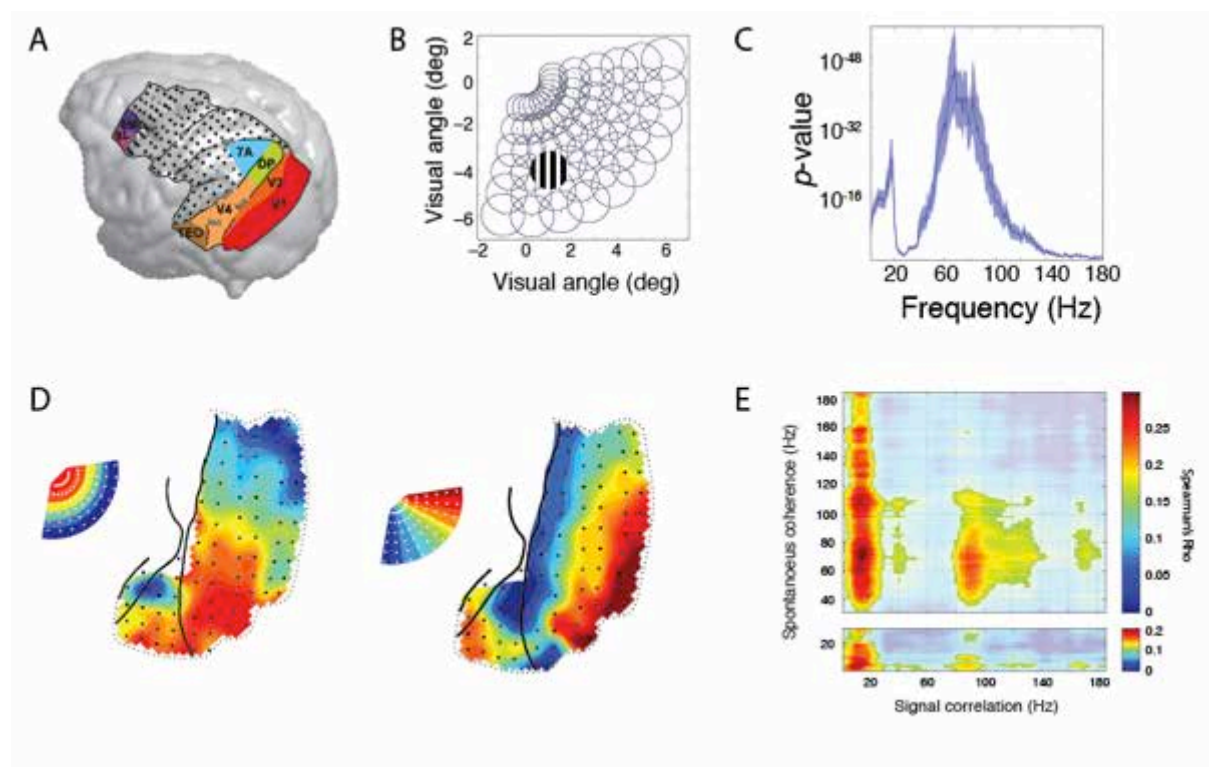 A
7A
DP
V2
V1
V4
TEO
B
2
0
−2
−4
−6
Visual angle (deg)
−2 0 2 4 6
Visual angle (deg)
C
10-48
10-32
10-16
p-value
20 60 100 140 180
Frequency (Hz)
D
E
180
160
140
120
100
80
60
40
20
Spontaneous coherence (Hz)
20 60 100 140 180
Signal correlation (Hz)
0.25
0.2
0.15
0.1
0.05
0
0.2
0.1
0
Spearman's Rho